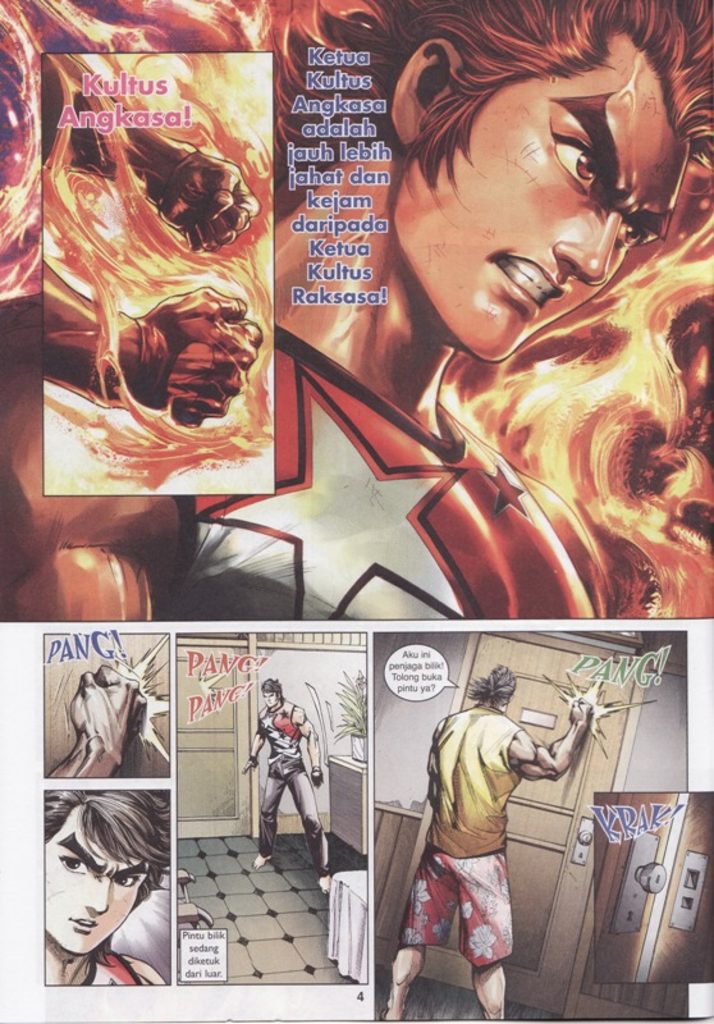 Kultus
Angkasa!
Ketua
Kultus
Angkasa
adalah
jauh lebih
jahat dan
kejam
daripada
Ketua
Kultus
Raksasa!
PANG!
PANG!
PANG!
Pintu bilik
sedang
diketuk
dari luar.
Aku ini
penjaga bilik!
Tolong buka
pintu ya?
PANG!
KRAK
4